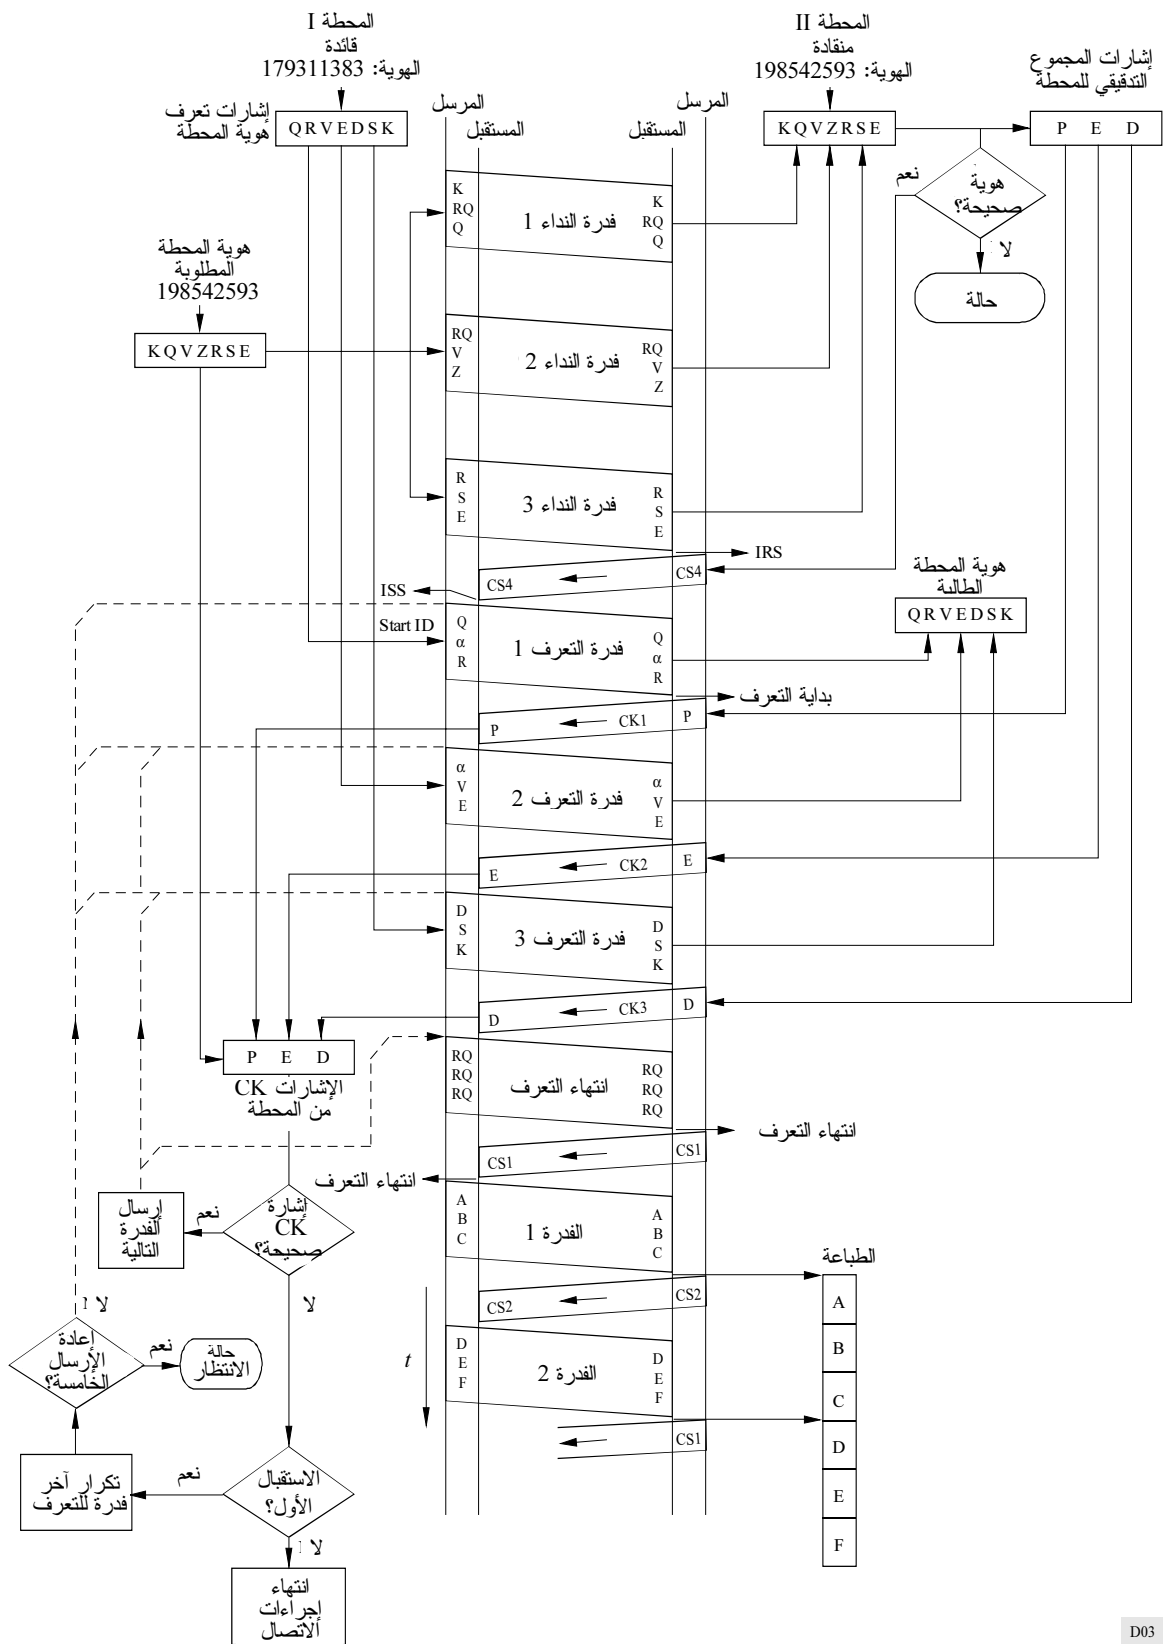 المحطة I
قائدة
الهوية: 179311383
إشارات تعرف
هوية المحطة
QRVEDSK
المرسل
المستقبل
المستقبل
المرسل
المحطة II
منقادة
الهوية: 198542593
KQVZRSE
إشارات المجموع
التدقيقي للمحطة
P E D
نعم
هوية
صحيحة؟
لا
حالة
K
RQ
Q
فدرة النداء 1
K
RQ
Q
هوية المحطة
المطلوبة
198542593
KQVZRSE
RQ
V
Z
فدرة النداء 2
RQ
V
Z
R
S
E
فدرة النداء 3
R
S
E
IRS
CS4
CS4
ISS
هوية المحطة
الطالبة
QRVEDSK
Start ID
Q
α
R
فدرة التعرف 1
Q
α
R
بداية التعرف
P
CK1
P
α
V
E
فدرة التعرف 2
α
V
E
E
CK2
E
D
S
K
فدرة التعرف 3
D
S
K
D
CK3
D
P E D
الإشارات CK
من المحطة
RQ
RQ
RQ
انتهاء التعرف
RQ
RQ
RQ
انتهاء التعرف
CS1
CS1
انتهاء التعرف
إرسال
الفدرة
التالية
نعم
إشارة
CK
صحيحة؟
لا
A
B
C
الفدرة 1
A
B
C
الطباعة
A
B
C
D
E
F
CS2
CS2
لا
إعادة
الإرسال
الخامسة؟
نعم
حالة
الانتظار
t
D
E
F
الفدرة 2
D
E
F
CS1
تكرار آخر
فدرة للتعرف
نعم
الاستقبال
الأول؟
لا
انتهاء
إجراءات
الاتصال
D03